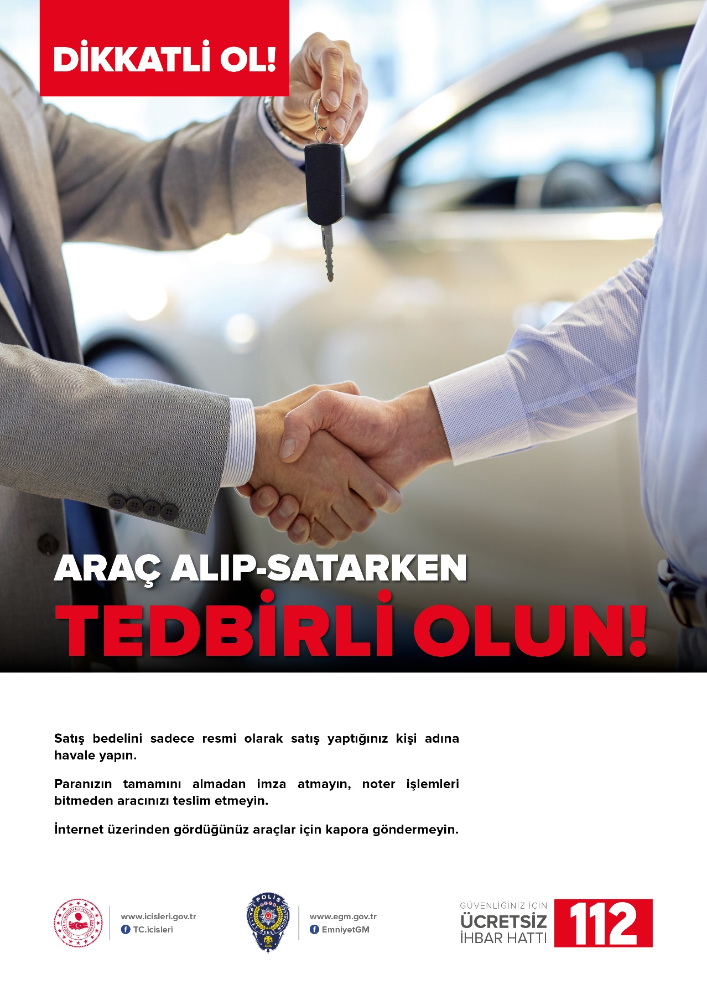 DİKKATLİ OL!
ARAÇ ALIP-SATARKEN
TEDBİRLİ OLUN!
Satış bedelini sadece resmi olarak satış yaptığınız kişi adına
havale yapın.
Paranızın tamamını almadan imza atmayın, noter işlemleri
bitmeden aracınızı teslim etmeyin.
İnternet üzerinden gördüğünüz araçlar için kapora göndermeyin.
www.icisleri.gov.tr
TC.icisleri
POLİS
EMNİYET GENEL MÜDÜRLÜĞÜ
1845
www.egm.gov.tr
EmniyetGM
GÜVENLİĞİNİZ İÇİN
ÜCRETSİZ
İHBAR HATTI
112